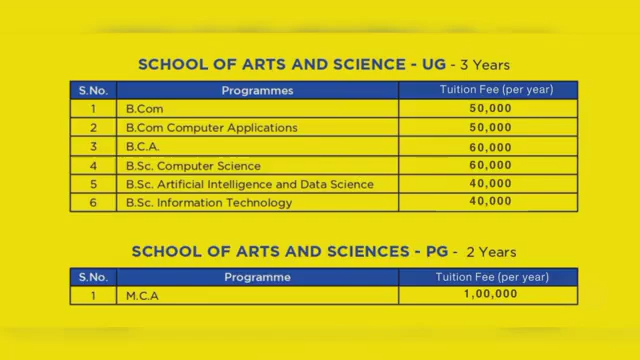 SCHOOL OF ARTS AND SCIENCE - UG - 3 Years
S.No. Programmes Tuition Fee (per year)
1 B.Com 50,000
2 B.Com Computer Applications 50,000
3 B.C.A. 60,000
4 B.Sc. Computer Science 60,000
5 B.Sc. Artificial Intelligence and Data Science 40,000
6 B.Sc. Information Technology 40,000
SCHOOL OF ARTS AND SCIENCES - PG - 2 Years
S.No. Programme Tuition Fee (per year)
1 M.C.A 1,00,000